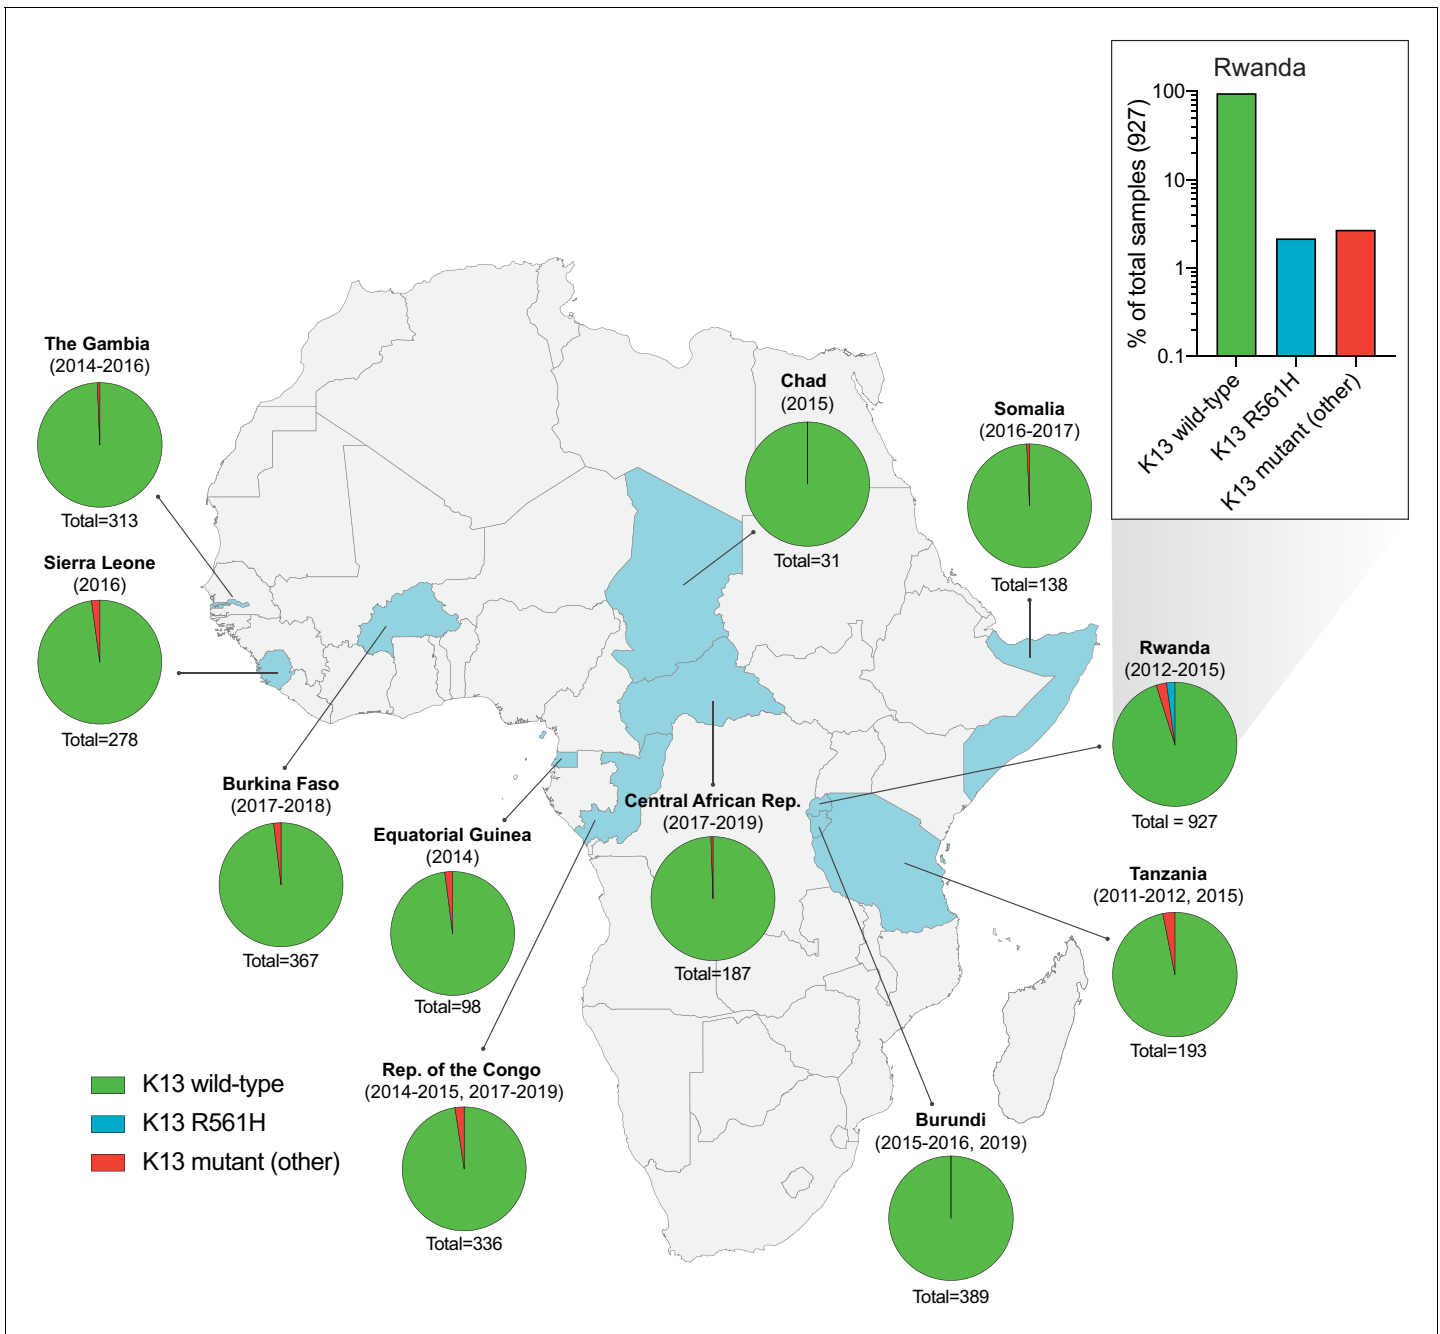 Rwanda
% of total samples (927)
100
10
1
0.1
K13 wild-type
K13 R561H
K13 mutant (other)
The Gambia
(2014-2016)
Total=313
Sierra Leone
(2016)
Total=278
Burkina Faso
(2017-2018)
Total=367
Equatorial Guinea
(2014)
Total=98
Rep. of the Congo
(2014-2015, 2017-2019)
Total=336
Chad
(2015)
Total=31
Central African Rep.
(2017-2019)
Total=187
Somalia
(2016-2017)
Total=138
Rwanda
(2012-2015)
Total = 927
Tanzania
(2011-2012, 2015)
Total=193
Burundi
(2015-2016, 2019)
Total=389
K13 wild-type
K13 R561H
K13 mutant (other)